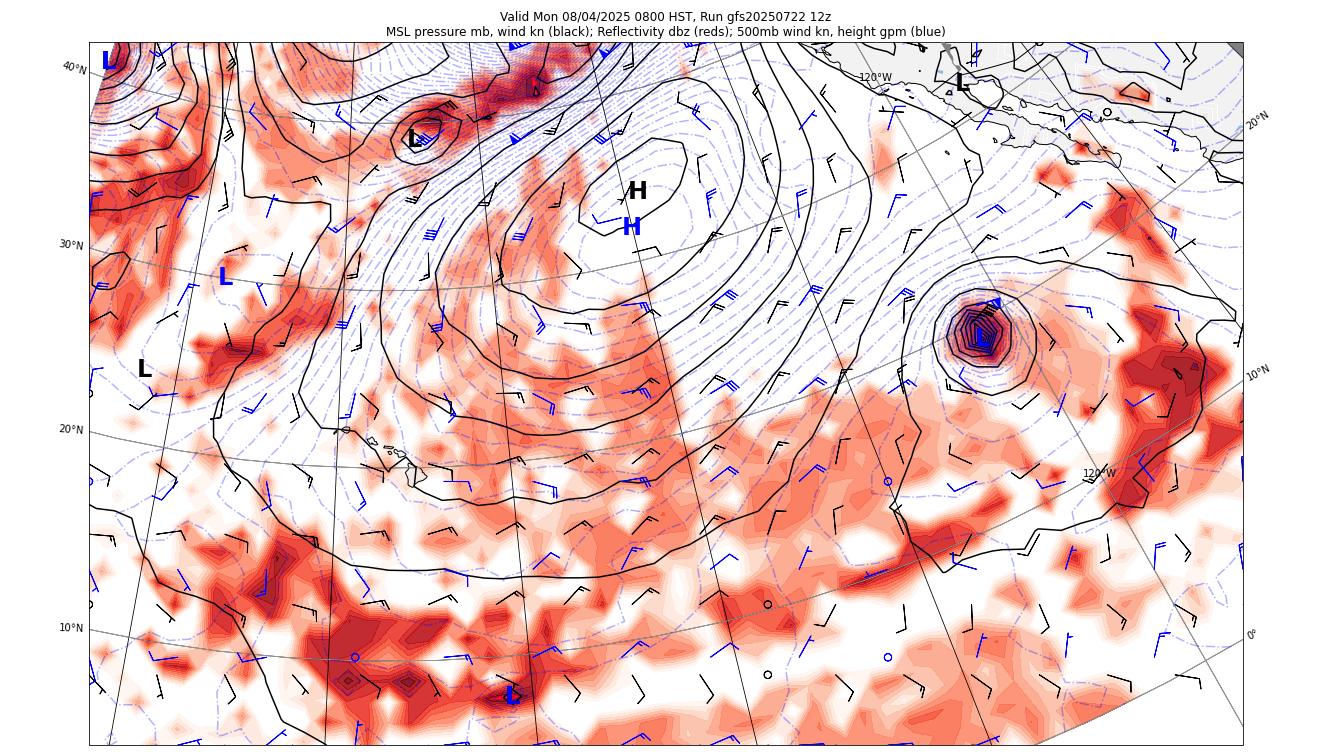 Valid Mon 08/04/2025 0800 HST, Run gfs20250722 12z
MSL pressure mb, wind kn (black); Reflectivity dbz (reds); 500mb wind kn, height gpm (blue)
L
40°N
120°W
L
20°N
L
H
H
30°N
L
L
L
10°N
20°N
120°W
10°N
0°
L